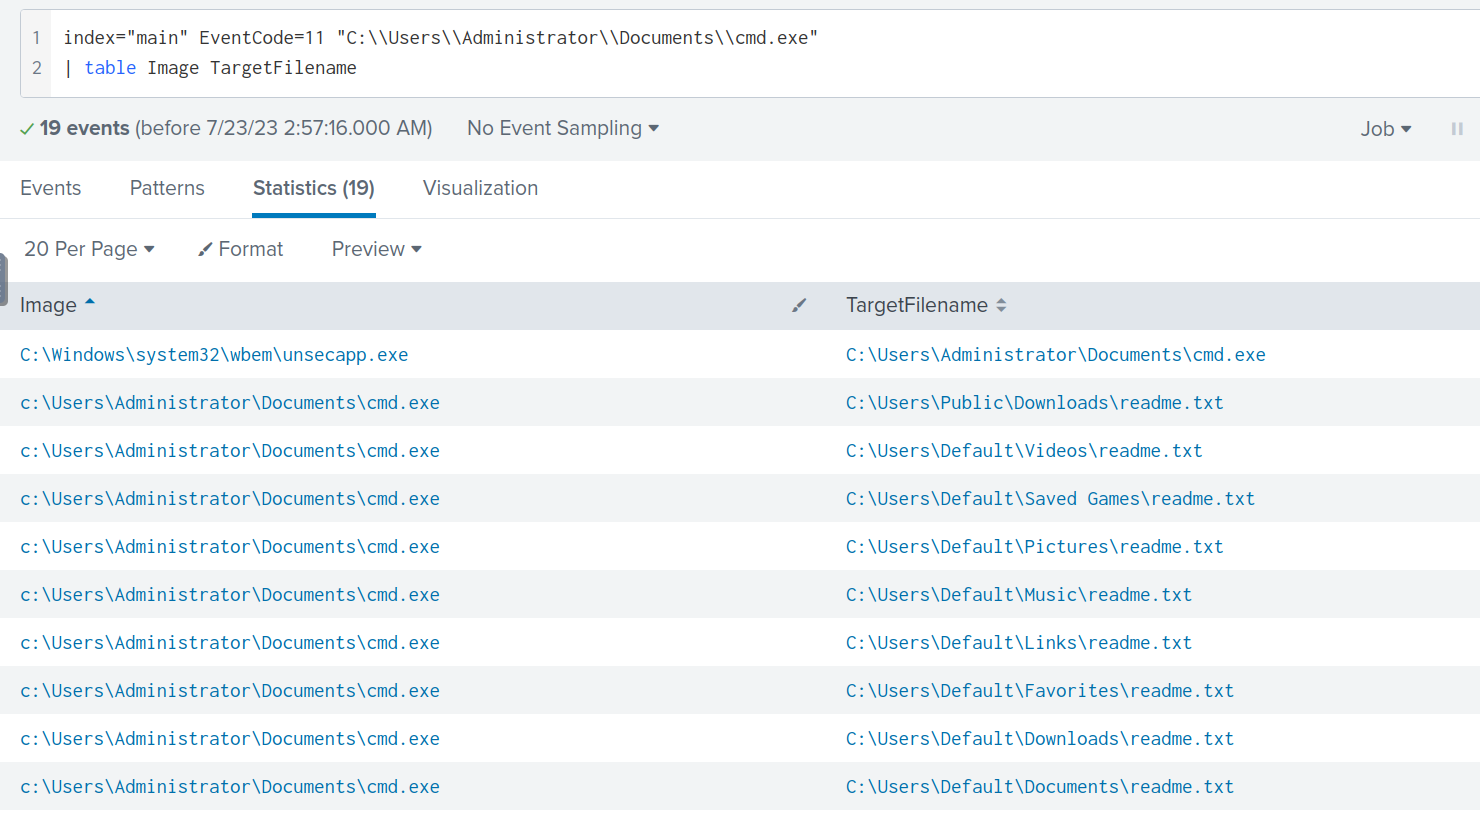 1 index="main" EventCode=11 "C:\\Users\\Administrator\\Documents\\cmd.exe"
2 | table Image TargetFilename
19 events (before 7/23/23 2:57:16.000 AM) No Event Sampling Job
Events Patterns Statistics (19) Visualization
20 Per Page Format Preview
Image TargetFilename
C:\Windows\system32\wbem\unsecapp.exe C:\Users\Administrator\Documents\cmd.exe
c:\Users\Administrator\Documents\cmd.exe C:\Users\Public\Downloads\readme.txt
c:\Users\Administrator\Documents\cmd.exe C:\Users\Default\Videos\readme.txt
c:\Users\Administrator\Documents\cmd.exe C:\Users\Default\Saved Games\readme.txt
c:\Users\Administrator\Documents\cmd.exe C:\Users\Default\Pictures\readme.txt
c:\Users\Administrator\Documents\cmd.exe C:\Users\Default\Music\readme.txt
c:\Users\Administrator\Documents\cmd.exe C:\Users\Default\Links\readme.txt
c:\Users\Administrator\Documents\cmd.exe C:\Users\Default\Favorites\readme.txt
c:\Users\Administrator\Documents\cmd.exe C:\Users\Default\Downloads\readme.txt
c:\Users\Administrator\Documents\cmd.exe C:\Users\Default\Documents\readme.txt